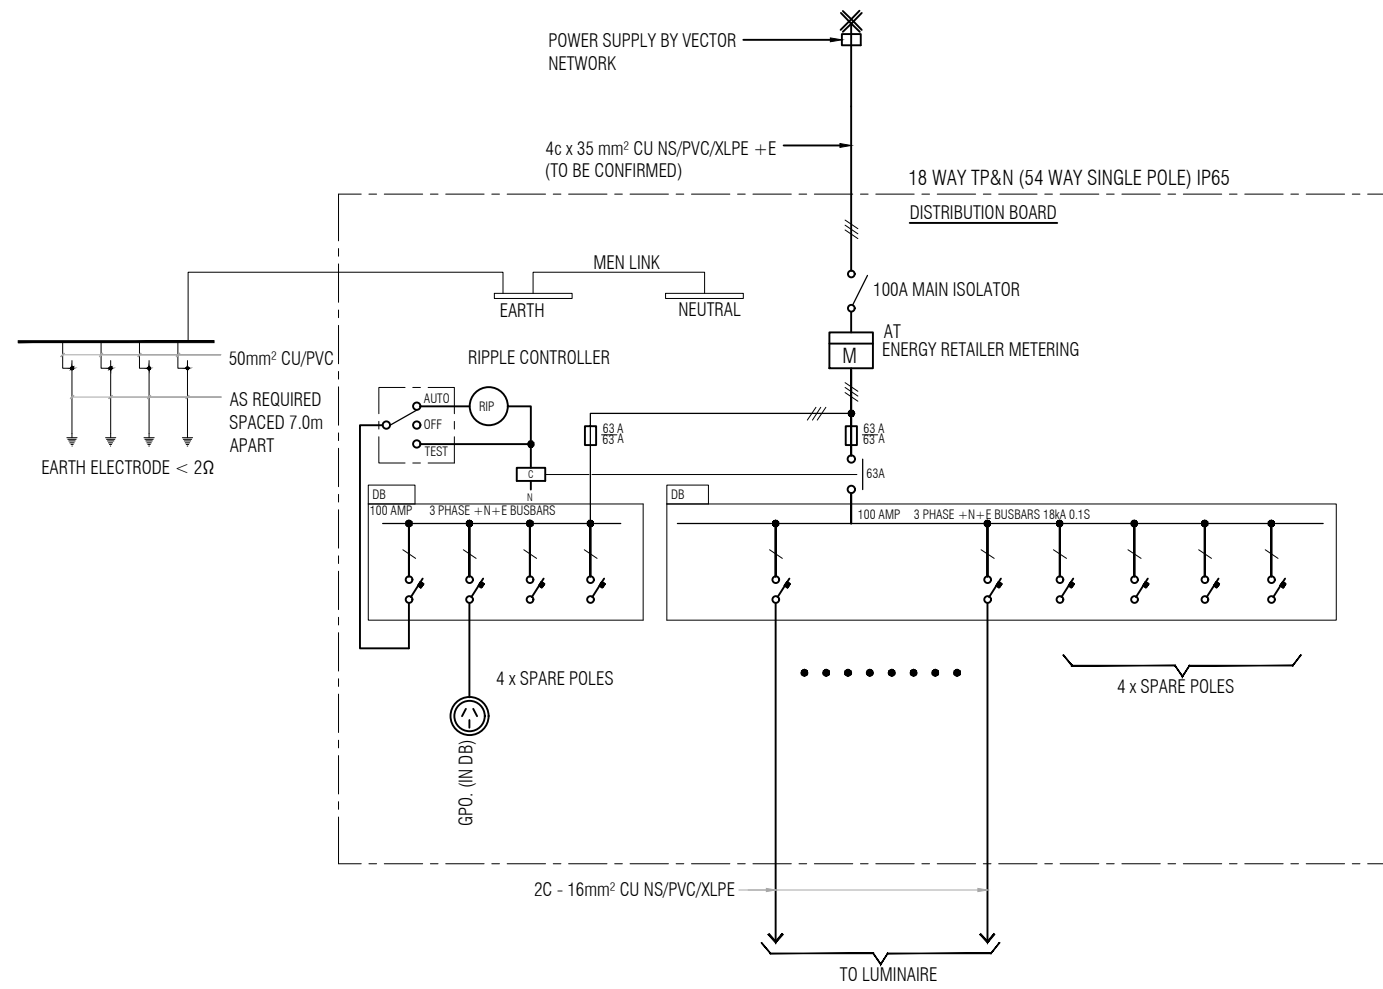 POWER SUPPLY BY VECTOR
NETWORK
4c x 35 mm² CU NS/PVC/XLPE +E
(TO BE CONFIRMED)
18 WAY TP&N (54 WAY SINGLE POLE) IP65
DISTRIBUTION BOARD
MEN LINK
EARTH
NEUTRAL
100A MAIN ISOLATOR
AT
ENERGY RETAILER METERING
M
50mm² CU/PVC
AS REQUIRED
SPACED 7.0m
APART
EARTH ELECTRODE < 2Ω
RIPPLE CONTROLLER
AUTO
OFF
TEST
RIP
C
N
63 A
63 A
63 A
63 A
63A
DB
100 AMP 3 PHASE +N+E BUSBARS
DB
100 AMP 3 PHASE +N+E BUSBARS 18kA 0.1S
4 x SPARE POLES
4 x SPARE POLES
GPO. (IN DB)
2C - 16mm² CU NS/PVC/XLPE
TO LUMINAIRE